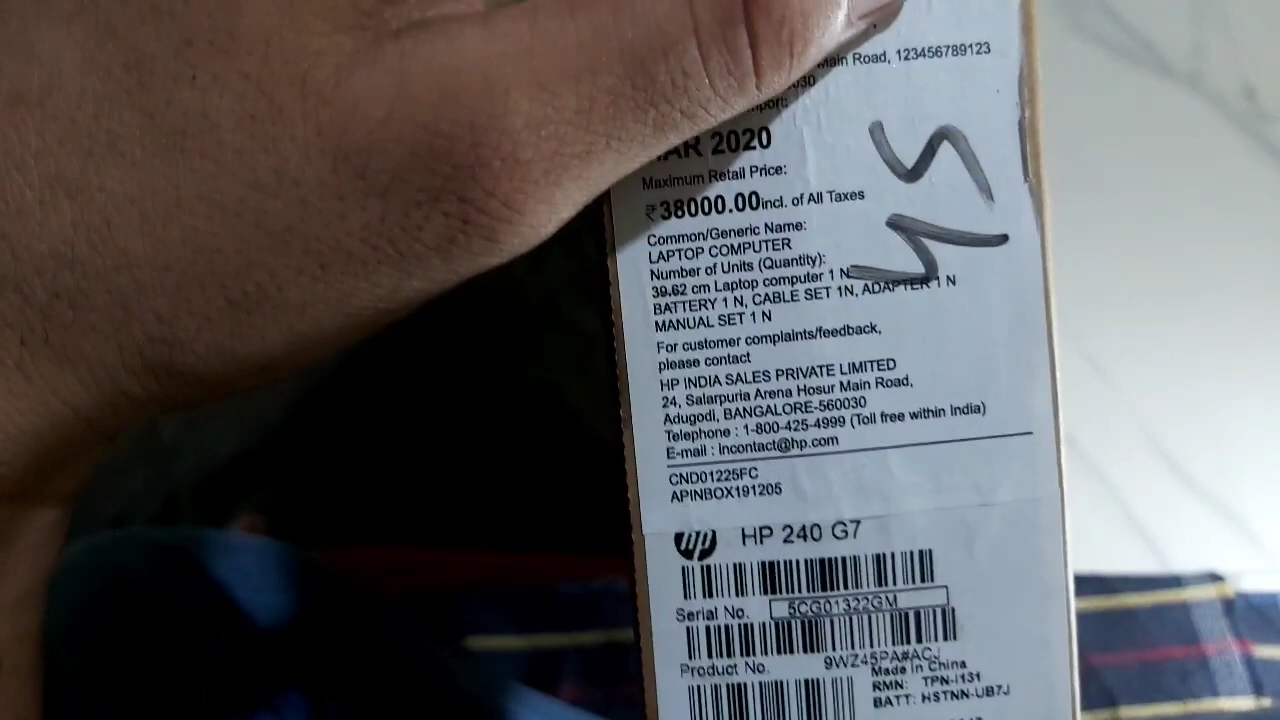 Main Road, 123456789123
2020
Maximum Retail Price:
₹38000.00incl. of All Taxes
Common/Generic Name:
LAPTOP COMPUTER
Number of Units (Quantity):
39.62 cm Laptop computer 1 N
BATTERY 1 N, CABLE SET 1N, ADAPTER 1 N
MANUAL SET 1 N
For customer complaints/feedback,
please contact
HP INDIA SALES PRIVATE LIMITED
24, Salarpuria Arena Hosur Main Road,
Adugodi, BANGALORE-560030
Telephone : 1-800-425-4999 (Toll free within India)
E-mail : incontact@hp.com
CND01225FC
APINBOX191205
hp HP 240 G7
Serial No. 5CG01322GM
Product No. 9WZ45PA#ACJ
Made In China
RMN: TPN-I131
BATT: HSTNN-UB7J